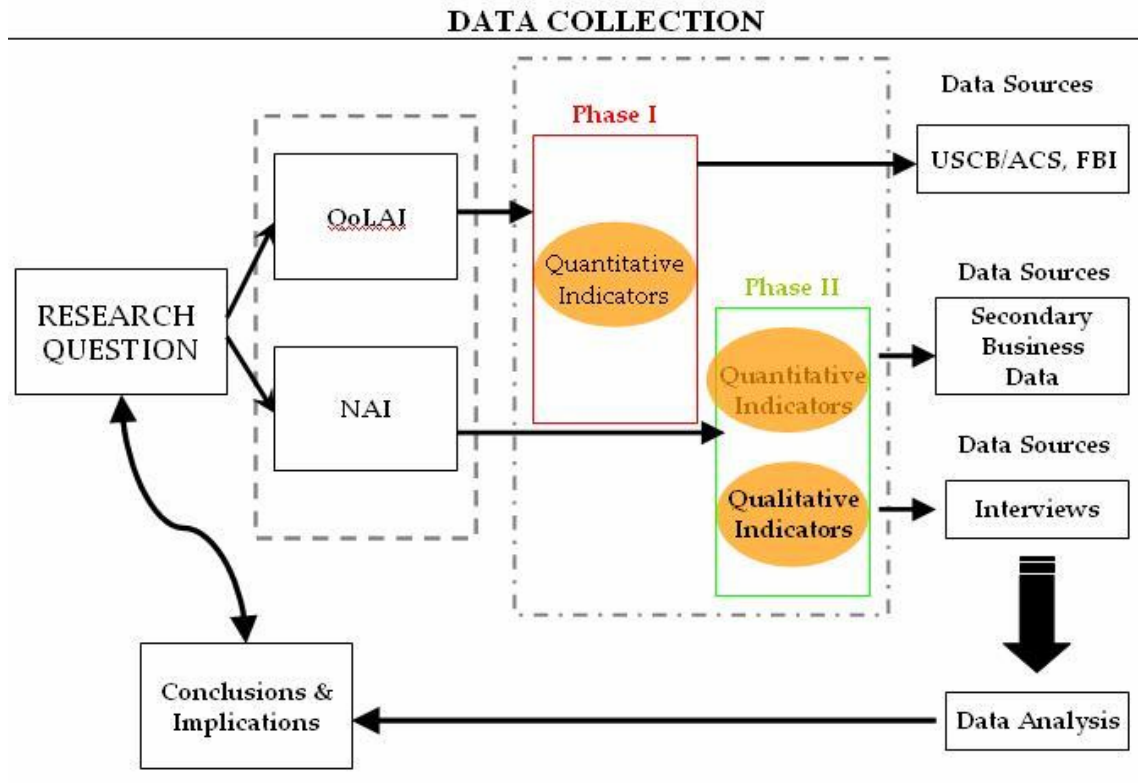 DATA COLLECTION
Data Sources
Phase I
USCB/ACS, FBI
QoLAI
Quantitative
Indicators
Data Sources
Phase II
RESEARCH
QUESTION
Secondary
Business
Data
Quantitative
Indicators
NAI
Data Sources
Qualitative
Indicators
Interviews
Conclusions &
Implications
Data Analysis